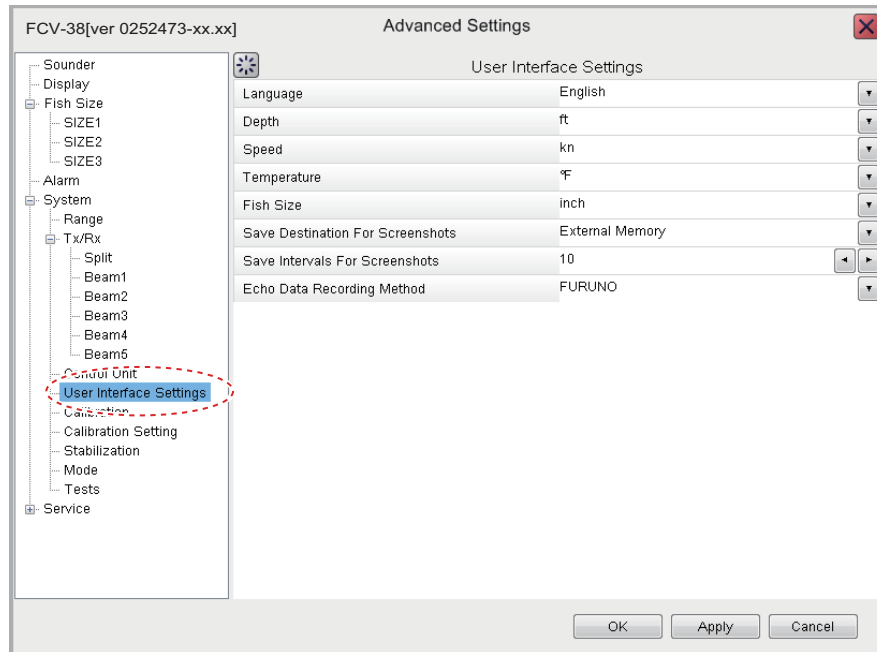 FCV-38[ver 0252473-xx.xx]
Advanced Settings
Sounder
Display
Fish Size
SIZE1
SIZE2
SIZE3
Alarm
System
Range
Tx/Rx
Split
Beam1
Beam2
Beam3
Beam4
Beam5
Control Unit
User Interface Settings
Calibration
Calibration Setting
Stabilization
Mode
Tests
Service
User Interface Settings
Language English
Depth ft
Speed kn
Temperature °F
Fish Size inch
Save Destination For Screenshots External Memory
Save Intervals For Screenshots 10
Echo Data Recording Method FURUNO
OK Apply Cancel